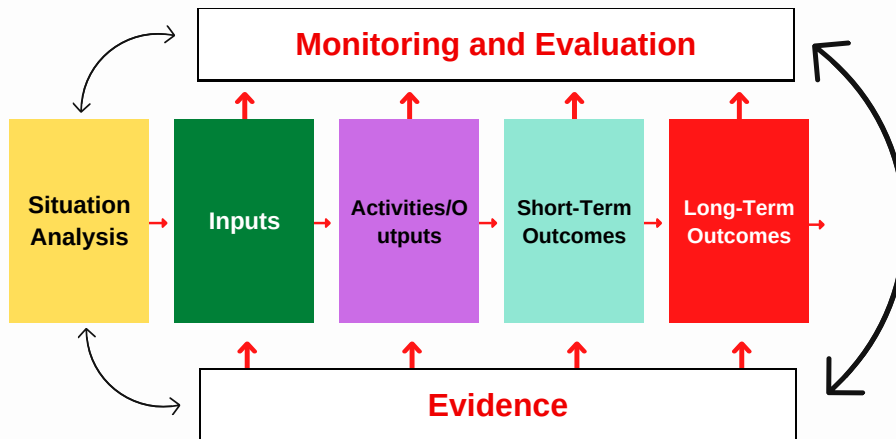 Monitoring and Evaluation
Situation
Analysis
Inputs
Activities/O
utputs
Short-Term
Outcomes
Long-Term
Outcomes
Evidence